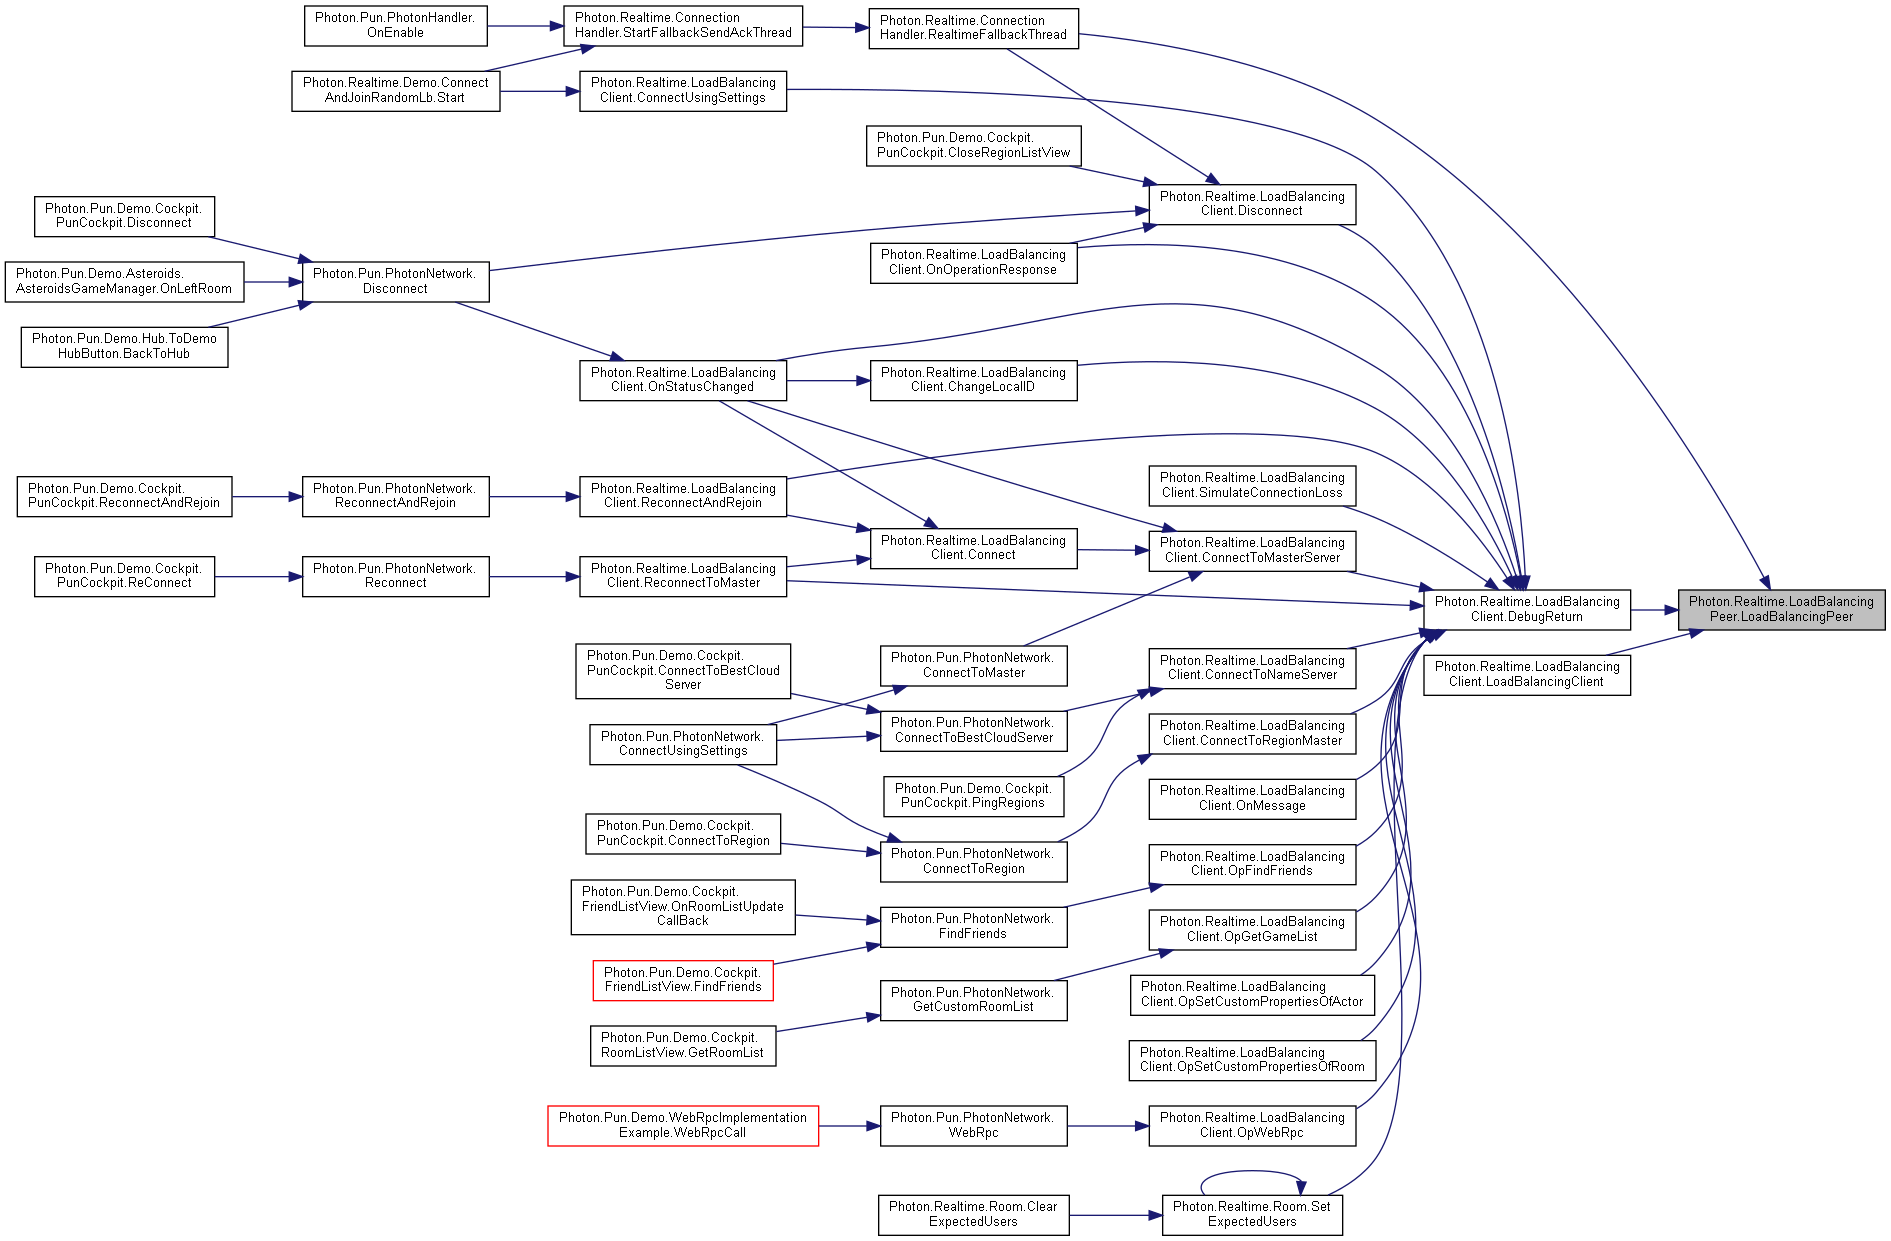 Photon.Pun.PhotonHandler.
OnEnable
Photon.Realtime.Connection
Handler.StartFallbackSendAckThread
Photon.Realtime.Connection
Handler.RealtimeFallbackThread
Photon.Realtime.Demo.Connect
AndJoinRandomLb.Start
Photon.Realtime.LoadBalancing
Client.ConnectUsingSettings
Photon.Pun.Demo.Cockpit.
PunCockpit.CloseRegionListView
Photon.Realtime.LoadBalancing
Client.Disconnect
Photon.Pun.Demo.Cockpit.
PunCockpit.Disconnect
Photon.Realtime.LoadBalancing
Client.OnOperationResponse
Photon.Pun.Demo.Asteroids.
AsteroidsGameManager.OnLeftRoom
Photon.Pun.PhotonNetwork.
Disconnect
Photon.Pun.Demo.Hub.ToDemo
HubButton.BackToHub
Photon.Realtime.LoadBalancing
Client.OnStatusChanged
Photon.Realtime.LoadBalancing
Client.ChangeLocalID
Photon.Pun.Demo.Cockpit.
PunCockpit.ReconnectAndRejoin
Photon.Pun.PhotonNetwork.
ReconnectAndRejoin
Photon.Realtime.LoadBalancing
Client.ReconnectAndRejoin
Photon.Realtime.LoadBalancing
Client.SimulateConnectionLoss
Photon.Realtime.LoadBalancing
Client.Connect
Photon.Realtime.LoadBalancing
Client.ConnectToMasterServer
Photon.Pun.Demo.Cockpit.
PunCockpit.ReConnect
Photon.Pun.PhotonNetwork.
Reconnect
Photon.Realtime.LoadBalancing
Client.ReconnectToMaster
Photon.Realtime.LoadBalancing
Client.DebugReturn
Photon.Realtime.LoadBalancing
Peer.LoadBalancingPeer
Photon.Pun.Demo.Cockpit.
PunCockpit.ConnectToBestCloud
Server
Photon.Pun.PhotonNetwork.
ConnectToMaster
Photon.Realtime.LoadBalancing
Client.ConnectToNameServer
Photon.Realtime.LoadBalancing
Client.LoadBalancingClient
Photon.Pun.PhotonNetwork.
ConnectUsingSettings
Photon.Pun.PhotonNetwork.
ConnectToBestCloudServer
Photon.Realtime.LoadBalancing
Client.ConnectToRegionMaster
Photon.Pun.Demo.Cockpit.
PunCockpit.PingRegions
Photon.Realtime.LoadBalancing
Client.OnMessage
Photon.Pun.Demo.Cockpit.
PunCockpit.ConnectToRegion
Photon.Pun.PhotonNetwork.
ConnectToRegion
Photon.Realtime.LoadBalancing
Client.OpFindFriends
Photon.Pun.Demo.Cockpit.
FriendListView.OnRoomListUpdate
CallBack
Photon.Pun.PhotonNetwork.
FindFriends
Photon.Realtime.LoadBalancing
Client.OpGetGameList
Photon.Pun.Demo.Cockpit.
FriendListView.FindFriends
Photon.Pun.PhotonNetwork.
GetCustomRoomList
Photon.Realtime.LoadBalancing
Client.OpSetCustomPropertiesOfActor
Photon.Pun.Demo.Cockpit.
RoomListView.GetRoomList
Photon.Realtime.LoadBalancing
Client.OpSetCustomPropertiesOfRoom
Photon.Pun.Demo.WebRpcImplementation
Example.WebRpcCall
Photon.Pun.PhotonNetwork.
WebRpc
Photon.Realtime.LoadBalancing
Client.OpWebRpc
Photon.Realtime.Room.Clear
ExpectedUsers
Photon.Realtime.Room.Set
ExpectedUsers